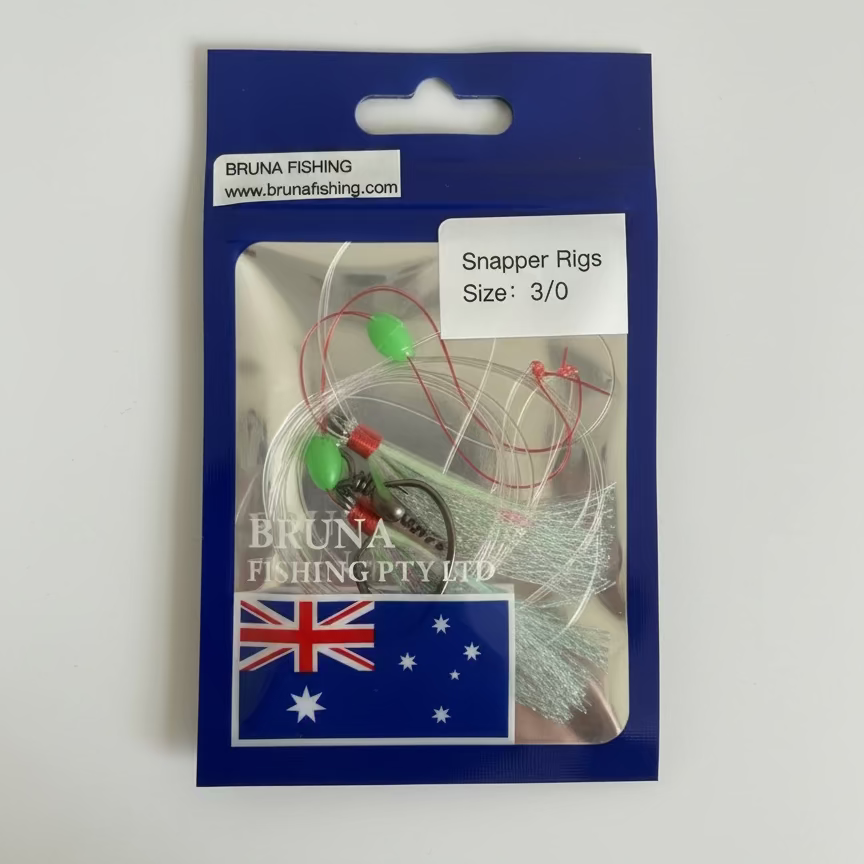 BRUNA FISHING
www.brunafishing.com
Snapper Rigs
Size: 3/0
BRUNA
FISHING PTY LTD